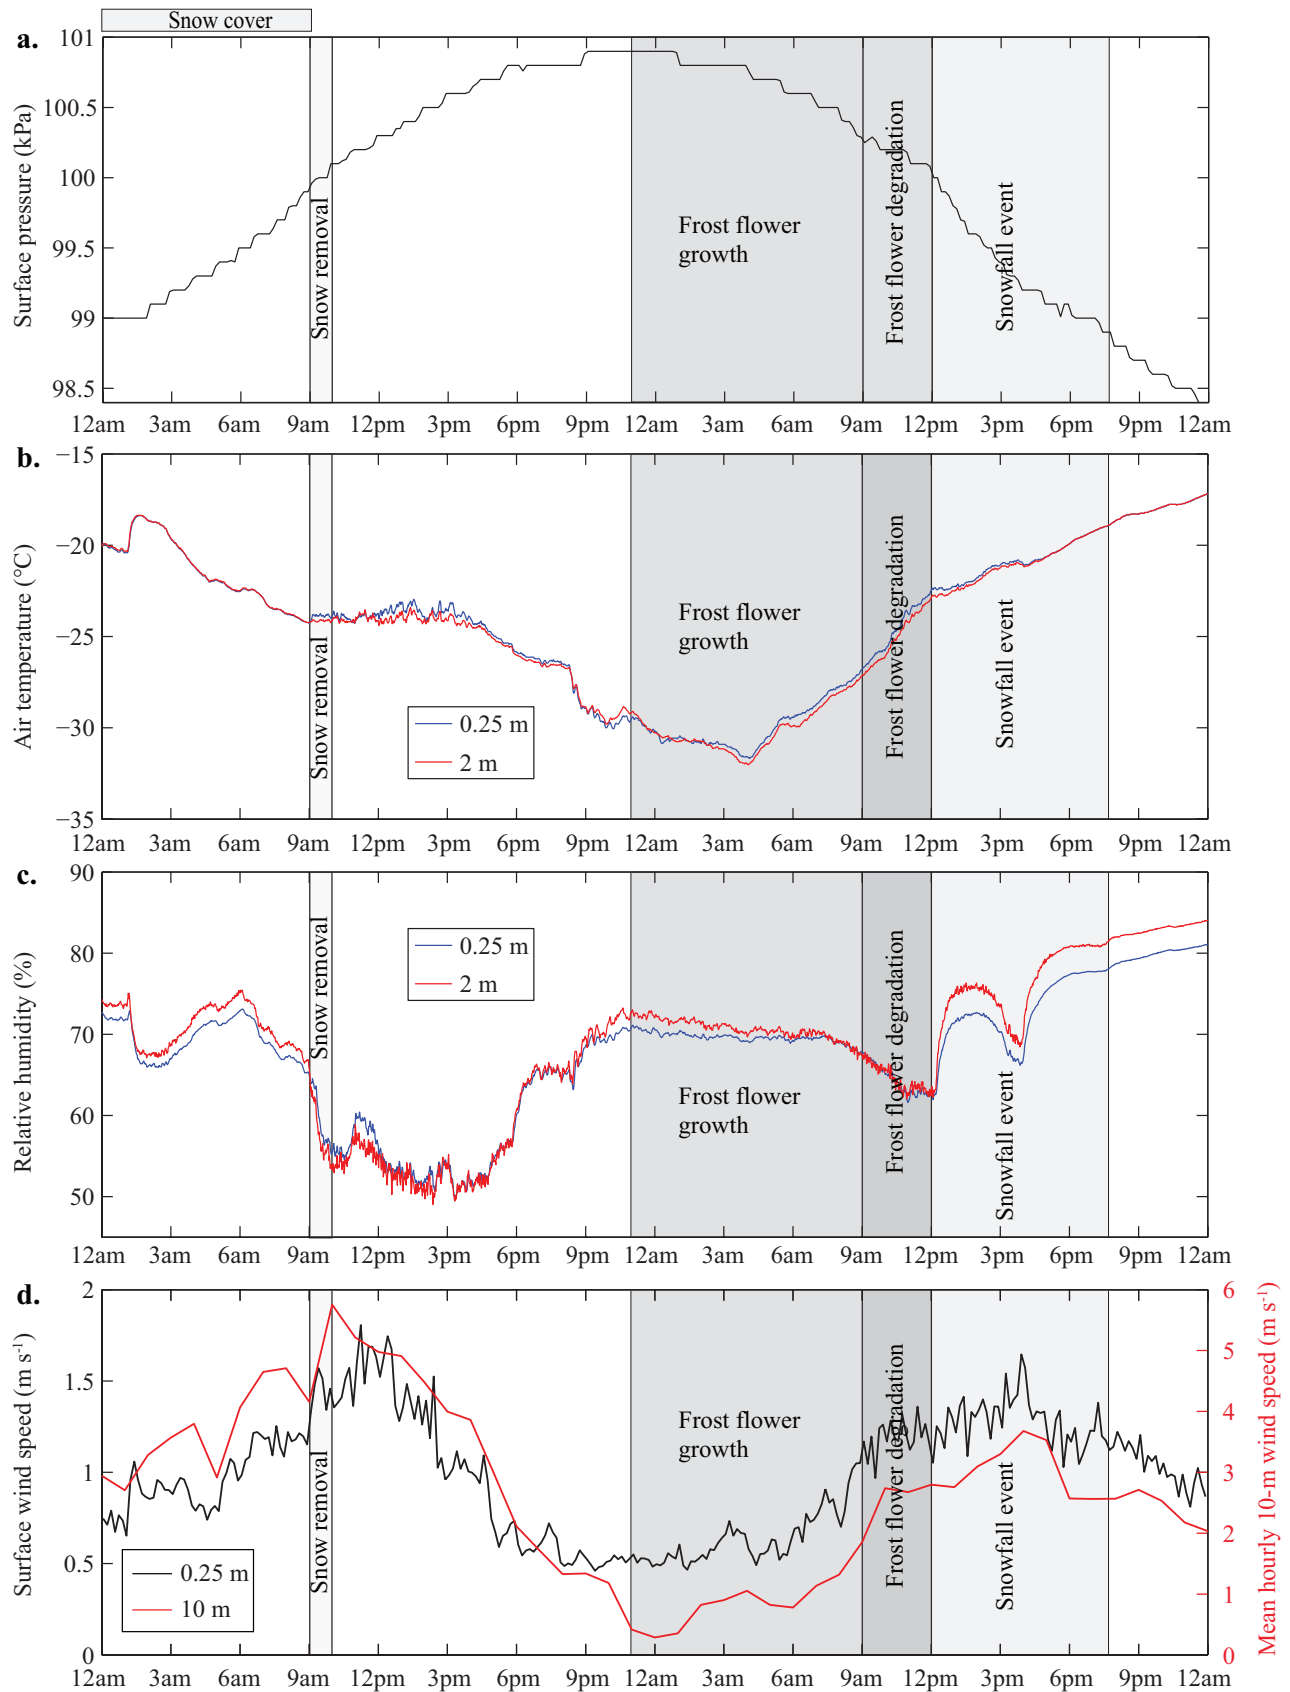 Snow cover
a.
101
100.5
100
99.5
99
98.5
Surface pressure (kPa)
Snow removal
Frost flower
growth
Frost flower degradation
Snowfall event
12am 3am 6am 9am 12pm 3pm 6pm 9pm 12am 3am 6am 9am 12pm 3pm 6pm 9pm 12am
b.
−15
−20
−25
−30
−35
Air temperature (°C)
Snow removal
0.25 m
2 m
Frost flower
growth
Frost flower degradation
Snowfall event
12am 3am 6am 9am 12pm 3pm 6pm 9pm 12am 3am 6am 9am 12pm 3pm 6pm 9pm 12am
c.
90
80
70
60
50
Relative humidity (%)
Snow removal
0.25 m
2 m
Frost flower
growth
Frost flower degradation
Snowfall event
12am 3am 6am 9am 12pm 3pm 6pm 9pm 12am 3am 6am 9am 12pm 3pm 6pm 9pm 12am
d.
2
1.5
1
0.5
0
Surface wind speed (m s⁻¹)
0.25 m
10 m
Snow removal
Frost flower
growth
Frost flower degradation
Snowfall event
6
5
4
3
2
1
0
Mean hourly 10-m wind speed (m s⁻¹)
12am 3am 6am 9am 12pm 3pm 6pm 9pm 12am 3am 6am 9am 12pm 3pm 6pm 9pm 12am